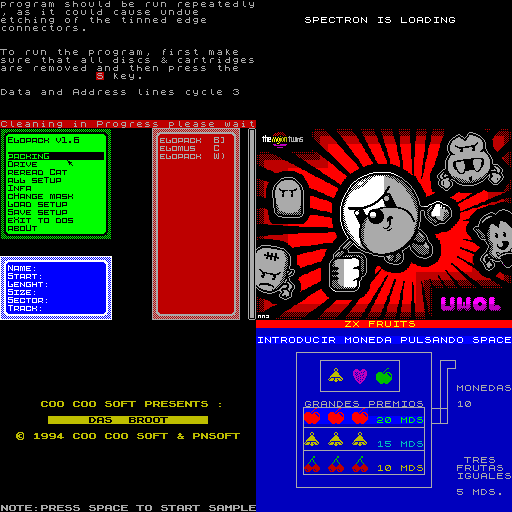 program should be run repeatedly
, as it could cause undue
etching of the tinned edge
connectors.
To run the program, first make
sure that all discs & cartridges
are removed and then press the
S key.
Data and Address lines cycle 3
Cleaning in Progress please wait
SPECTRON IS LOADING
ELOPACK V1.6
PACKING
DRIVE
REREAD CAT
ALL SETUP
INFA
CHANGE MASK
LOAD SETUP
SAVE SETUP
EXIT TO DOS
ABOUT
NAME:
START:
LENGHT:
SIZE:
SECTOR:
TRACK:
ELOPACK B]
ELOMUS C
ELOPACK W)
the mojon twins
UWOL
COO COO SOFT PRESENTS :
DAS BROOT
© 1994 COO COO SOFT & PNSOFT
NOTE:PRESS SPACE TO START SAMPLE
ZX FRUITS
INTRODUCIR MONEDA PULSANDO SPACE
GRANDES PREMIOS
20 MDS
15 MDS
10 MDS
MONEDAS
10
TRES
FRUTAS
IGUALES
5 MDS.